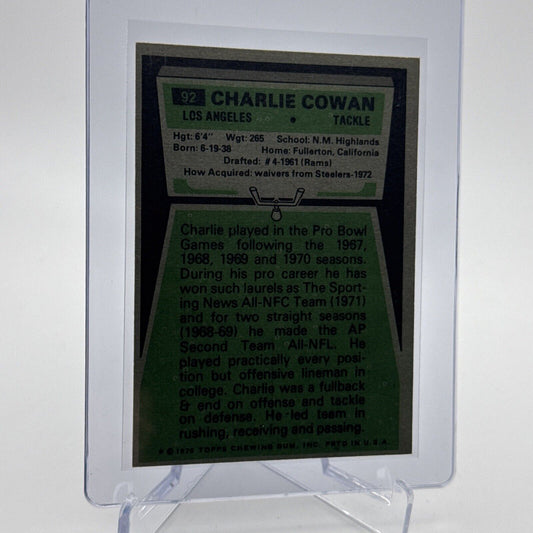 92 CHARLIE COWAN
LOS ANGELES • TACKLE
Hgt: 6'4" Wgt: 265 School: N.M. Highlands
Born: 6-19-38 Home: Fullerton, California
Drafted: #4-1961 (Rams)
How Acquired: waivers from Steelers-1972
Charlie played in the Pro Bowl
Games following the 1967,
1968, 1969 and 1970 seasons.
During his pro career he has
won such laurels as The Sport-
ing News All-NFC Team (1971)
and for two straight seasons
(1968-69) he made the AP
Second Team All-NFL. He
played practically every posi-
tion but offensive lineman in
college. Charlie was a fullback
& end on offense and tackle
on defense. He led team in
rushing, receiving and passing.
© 1975 TOPPS CHEWING GUM, INC. PRTD IN U.S.A.